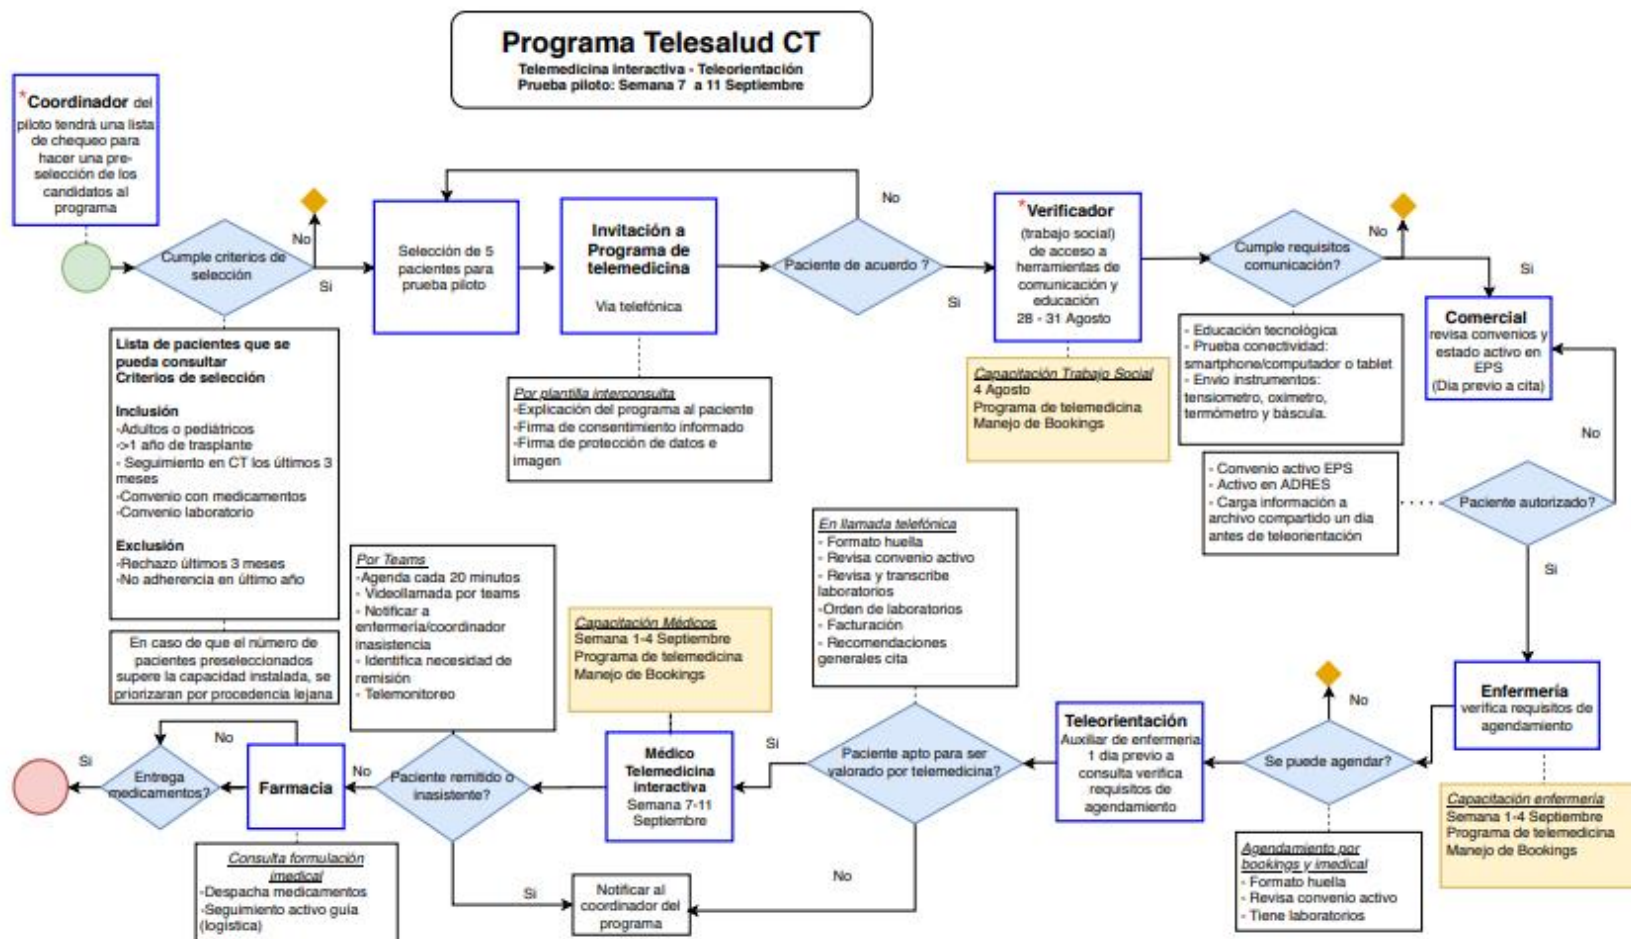 Programa Telesalud CT
Telemedicina interactiva - Teleorientación
Prueba piloto: Semana 7 a 11 Septiembre
*Coordinador del
piloto tendrá una lista
de chequeo para
hacer una pre-
selección de los
candidatos al
programa
Cumple criterios de
selección
No
Si
Selección de 5
pacientes para
prueba piloto
Invitación a
Programa de
telemedicina
Via telefónica
Paciente de acuerdo ?
No
Si
*Verificador
(trabajo social)
de acceso a
herramientas de
comunicación y
educación
28 - 31 Agosto
Cumple requisitos
comunicación?
No
Si
Comercial
revisa convenios y
estado activo en
EPS
(Dia previo a cita)
Lista de pacientes que se
pueda consultar
Criterios de selección
Inclusión
-Adultos o pediátricos
->1 año de trasplante
- Seguimiento en CT los últimos 3
meses
-Convenio con medicamentos
-Convenio laboratorio
Exclusión
-Rechazo últimos 3 meses
-No adherencia en último año
En caso de que el número de
pacientes preseleccionados
supere la capacidad instalada, se
priorizaran por procedencia lejana
Por plantilla interconsulta
-Explicación del programa al paciente
-Firma de consentimiento informado
-Firma de protección de datos e
imagen
Capacitación Trabajo Social
4 Agosto
Programa de telemedicina
Manejo de Bookings
- Educación tecnológica
- Prueba conectividad:
smartphone/computador o tablet
- Envio instrumentos:
tensiometro, oximetro,
termómetro y báscula.
- Convenio activo EPS
- Activo en ADRES
- Carga información a
archivo compartido un dia
antes de teleorientación
Paciente autorizado?
No
Si
Enfermería
verifica requisitos de
agendamiento
Capacitación enfermería
Semana 1-4 Septiembre
Programa de telemedicina
Manejo de Bookings
Se puede agendar?
No
Agendamiento por
bookings y imedical
- Formato huella
- Revisa convenio activo
- Tiene laboratorios
Teleorientación
Auxiliar de enfermeria
1 dia previo a
consulta verifica
requisitos de
agendamiento
En llamada telefónica
- Formato huella
- Revisa convenio activo
- Revisa y transcribe
laboratorios
-Orden de laboratorios
- Facturación
- Recomendaciones
generales cita
Paciente apto para ser
valorado por telemedicina?
Si
No
Capacitación Médicos
Semana 1-4 Septiembre
Programa de telemedicina
Manejo de Bookings
Médico
Telemedicina
interactiva
Semana 7-11
Septiembre
Por Teams
-Agenda cada 20 minutos
- Videollamada por teams
- Notificar a
enfermería/coordinador
inasistencia
- Identifica necesidad de
remisión
- Telemonitoreo
Paciente remitido o
inasistente?
No
Si
Notificar al
coordinador del
programa
Farmacia
Consulta formulación
imedical
-Despacha medicamentos
-Seguimiento activo guía
(logística)
Entrega
medicamentos?
No
Si